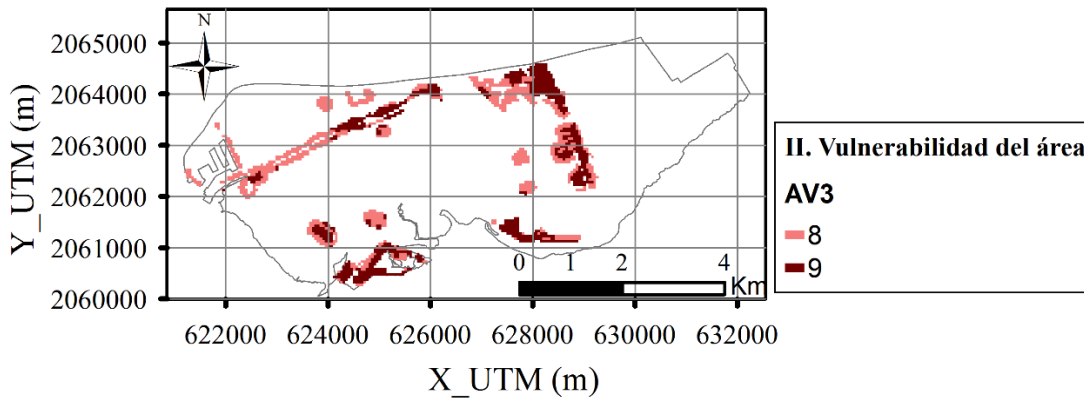 N
2065000
2064000
2063000
2062000
2061000
2060000
Y_UTM (m)
0 1 2 4
Km
622000 624000 626000 628000 630000 632000
X_UTM (m)
II. Vulnerabilidad del área
AV3
8
9